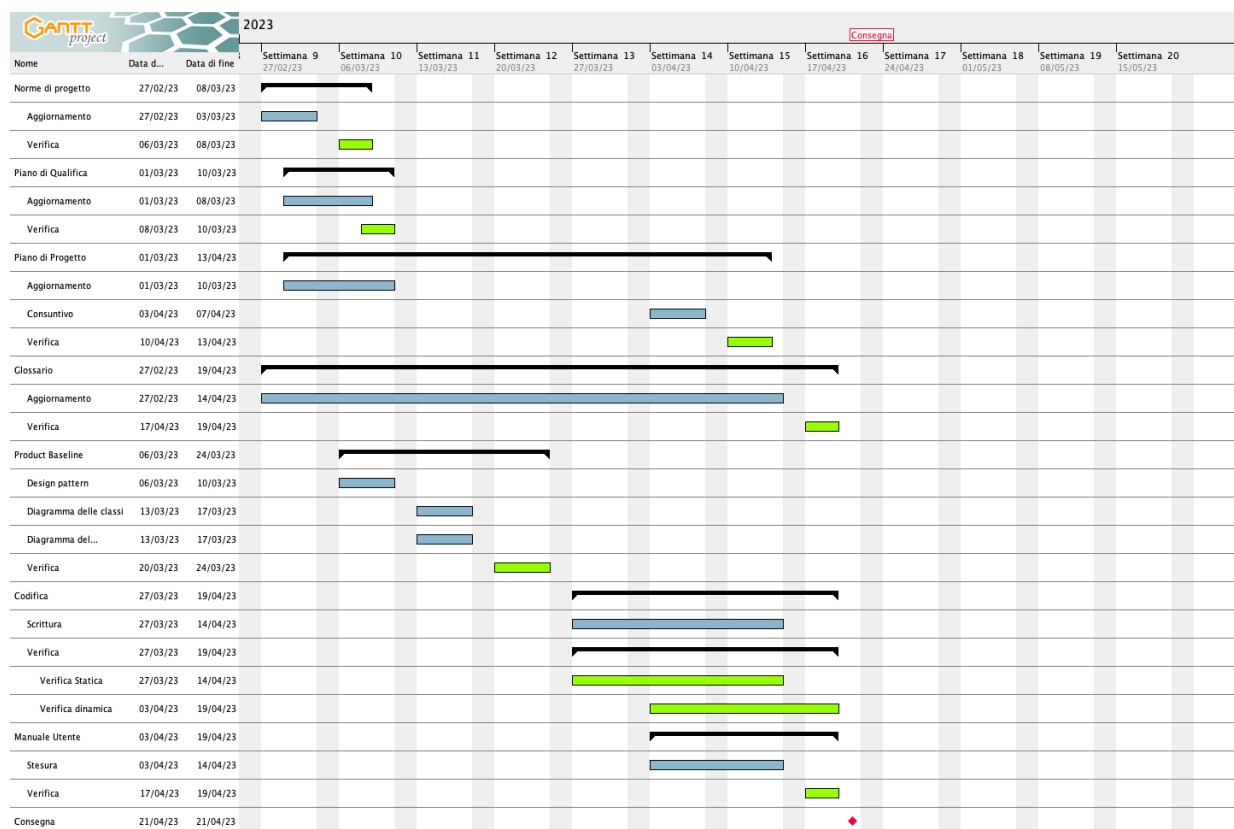 GANTT project
2023
Consegna
Nome Data d... Data di fine
Settimana 9 Settimana 10 Settimana 11 Settimana 12 Settimana 13 Settimana 14 Settimana 15 Settimana 16 Settimana 17 Settimana 18 Settimana 19 Settimana 20
27/02/23 06/03/23 13/03/23 20/03/23 27/03/23 03/04/23 10/04/23 17/04/23 24/04/23 01/05/23 08/05/23 15/05/23
Norme di progetto 27/02/23 08/03/23
Aggiornamento 27/02/23 03/03/23
Verifica 06/03/23 08/03/23
Piano di Qualifica 01/03/23 10/03/23
Aggiornamento 01/03/23 08/03/23
Verifica 08/03/23 10/03/23
Piano di Progetto 01/03/23 13/04/23
Aggiornamento 01/03/23 10/03/23
Consuntivo 03/04/23 07/04/23
Verifica 10/04/23 13/04/23
Glossario 27/02/23 19/04/23
Aggiornamento 27/02/23 14/04/23
Verifica 17/04/23 19/04/23
Product Baseline 06/03/23 24/03/23
Design pattern 06/03/23 10/03/23
Diagramma delle classi 13/03/23 17/03/23
Diagramma del... 13/03/23 17/03/23
Verifica 20/03/23 24/03/23
Codifica 27/03/23 19/04/23
Scrittura 27/03/23 14/04/23
Verifica 27/03/23 19/04/23
Verifica Statica 27/03/23 14/04/23
Verifica dinamica 03/04/23 19/04/23
Manuale Utente 03/04/23 19/04/23
Stesura 03/04/23 14/04/23
Verifica 17/04/23 19/04/23
Consegna 21/04/23 21/04/23